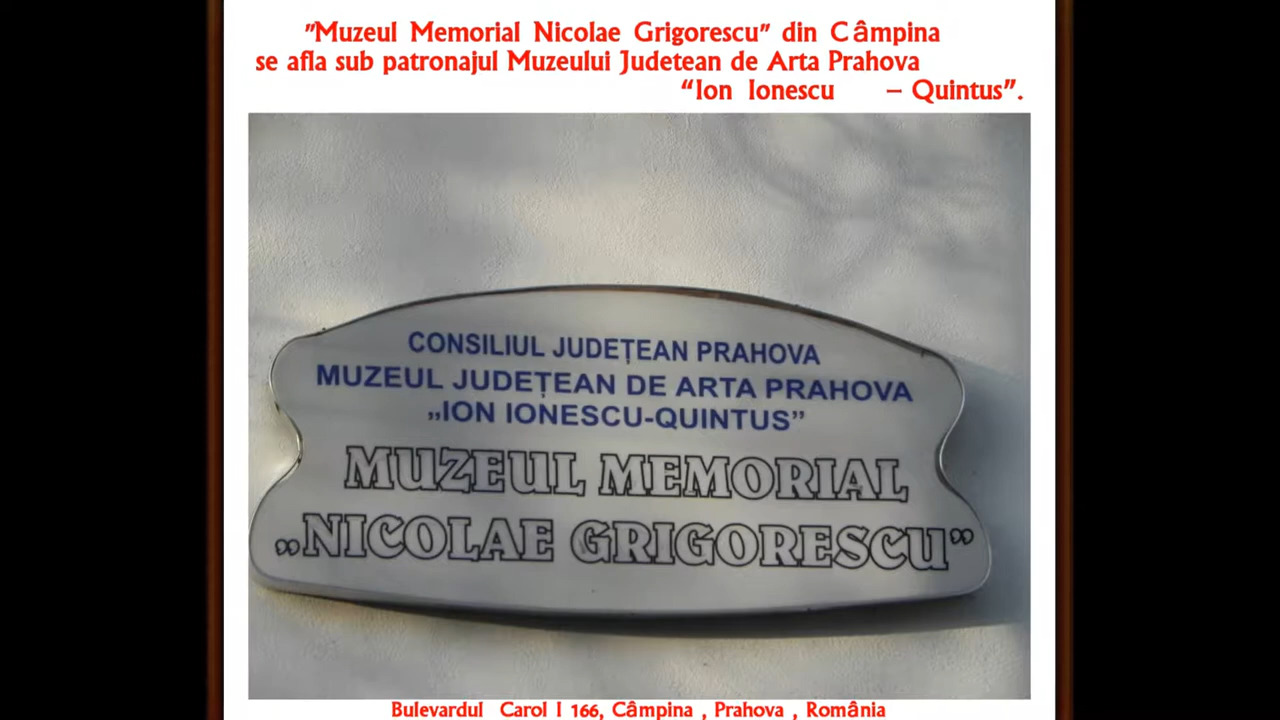 "Muzeul Memorial Nicolae Grigorescu" din Câmpina
se afla sub patronajul Muzeului Judetean de Arta Prahova
“Ion Ionescu – Quintus”.
CONSILIUL JUDEȚEAN PRAHOVA
MUZEUL JUDEȚEAN DE ARTA PRAHOVA
„ION IONESCU-QUINTUS”
MUZEUL MEMORIAL
„NICOLAE GRIGORESCU”
Bulevardul Carol I 166, Câmpina , Prahova , România